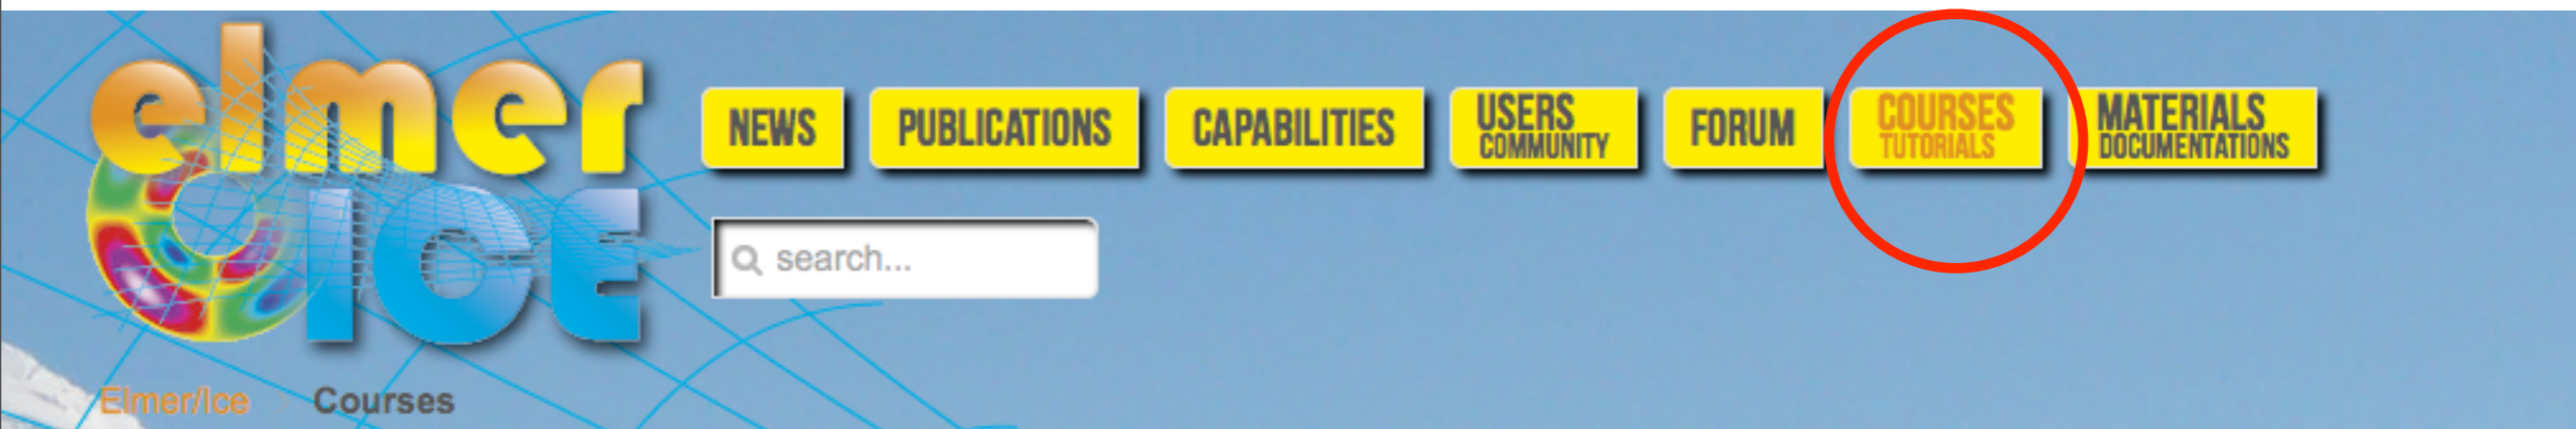 elmer
ice
NEWS
PUBLICATIONS
CAPABILITIES
USERS
COMMUNITY
FORUM
COURSES
TUTORIALS
MATERIALS
DOCUMENTATIONS
search...
Elmer/Ice Courses